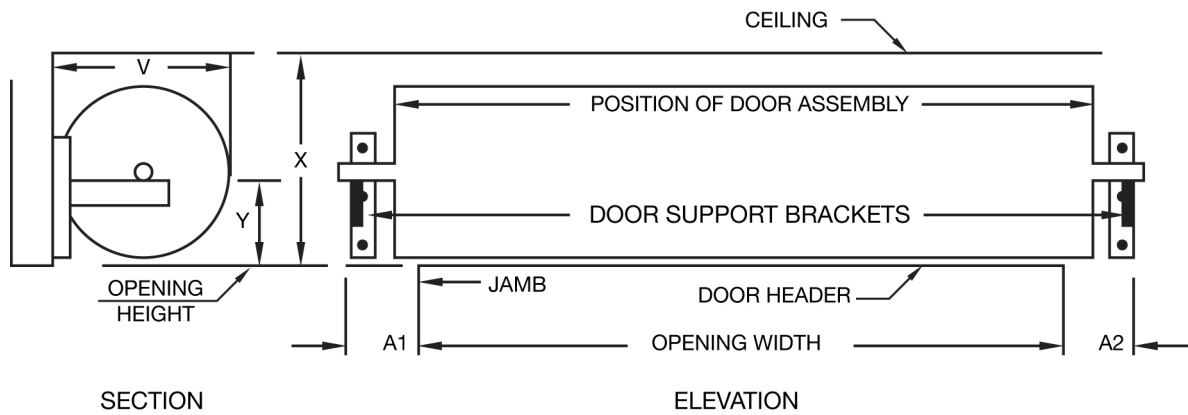 CEILING
V
POSITION OF DOOR ASSEMBLY
X
Y
DOOR SUPPORT BRACKETS
OPENING
HEIGHT
JAMB
DOOR HEADER
A1
OPENING WIDTH
A2
SECTION
ELEVATION